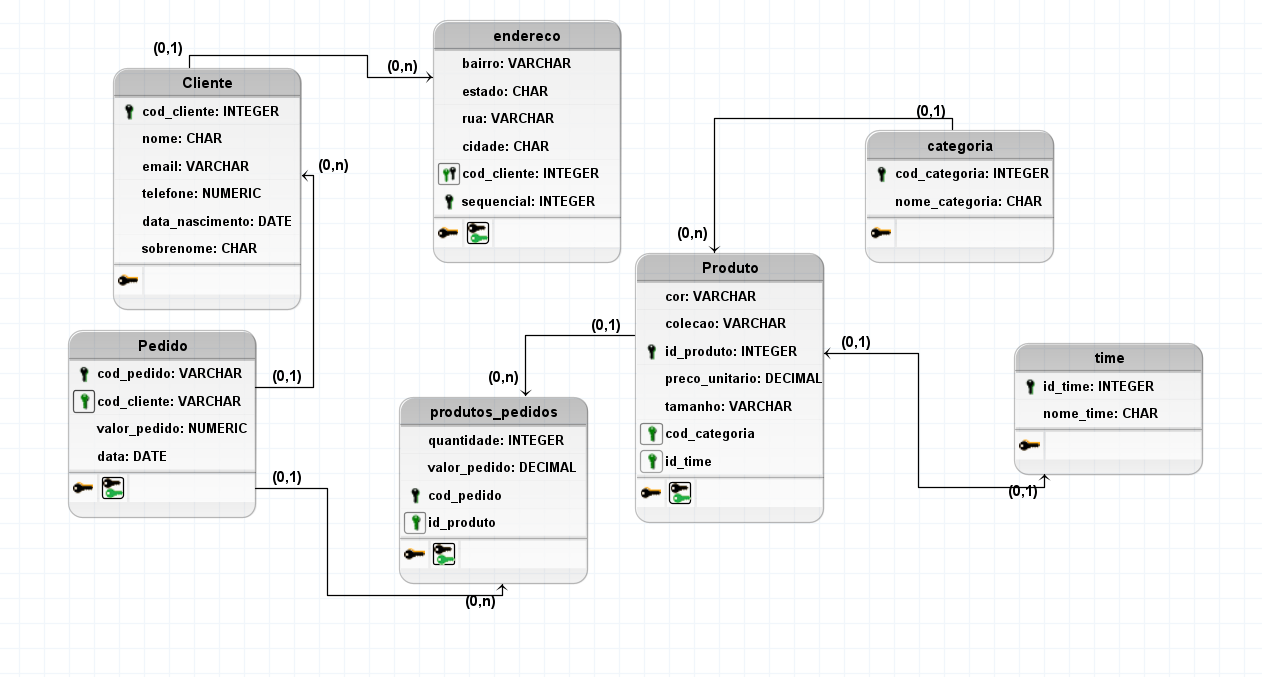 (0,1)
(0,n)
Cliente
cod_cliente: INTEGER
nome: CHAR
email: VARCHAR
telefone: NUMERIC
data_nascimento: DATE
sobrenome: CHAR
endereco
bairro: VARCHAR
estado: CHAR
rua: VARCHAR
cidade: CHAR
cod_cliente: INTEGER
sequencial: INTEGER
(0,n)
(0,1)
Pedido
cod_pedido: VARCHAR
cod_cliente: VARCHAR
valor_pedido: NUMERIC
data: DATE
(0,1)
(0,n)
produtos_pedidos
quantidade: INTEGER
valor_pedido: DECIMAL
cod_pedido
id_produto
(0,n)
(0,1)
Produto
cor: VARCHAR
colecao: VARCHAR
id_produto: INTEGER
preco_unitario: DECIMAL
tamanho: VARCHAR
cod_categoria
id_time
(0,n)
(0,1)
categoria
cod_categoria: INTEGER
nome_categoria: CHAR
(0,1)
(0,1)
time
id_time: INTEGER
nome_time: CHAR